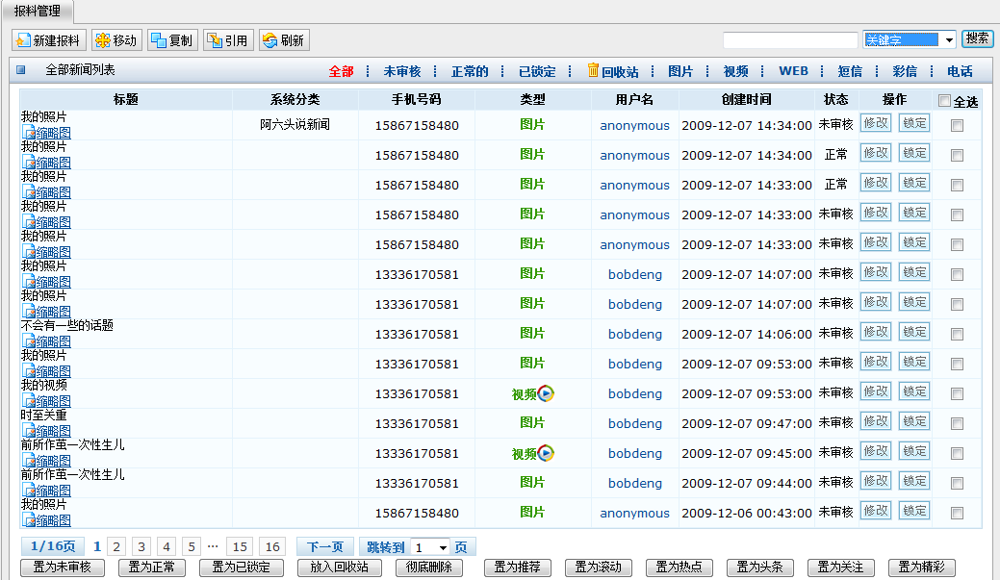 报料管理
新建报料 移动 复制 引用 刷新 关键字 搜索
全部新闻列表 全部 ⋮ 未审核 ⋮ 正常的 ⋮ 已锁定 ⋮ 回收站 ⋮ 图片 ⋮ 视频 ⋮ WEB ⋮ 短信 ⋮ 彩信 ⋮ 电话
标题 系统分类 手机号码 类型 用户名 创建时间 状态 操作 全选
我的照片
缩略图 阿六头说新闻 15867158480 图片 anonymous 2009-12-07 14:34:00 未审核 修改 锁定
我的照片
缩略图 15867158480 图片 anonymous 2009-12-07 14:34:00 正常 修改 锁定
我的照片
缩略图 15867158480 图片 anonymous 2009-12-07 14:33:00 正常 修改 锁定
我的照片
缩略图 15867158480 图片 anonymous 2009-12-07 14:33:00 未审核 修改 锁定
我的照片
缩略图 15867158480 图片 anonymous 2009-12-07 14:33:00 未审核 修改 锁定
我的照片
缩略图 13336170581 图片 bobdeng 2009-12-07 14:07:00 未审核 修改 锁定
我的照片
缩略图 13336170581 图片 bobdeng 2009-12-07 14:07:00 未审核 修改 锁定
不会有一些的话题
缩略图 13336170581 图片 bobdeng 2009-12-07 14:06:00 未审核 修改 锁定
我的照片
缩略图 13336170581 图片 bobdeng 2009-12-07 09:53:00 未审核 修改 锁定
我的视频
缩略图 13336170581 视频 bobdeng 2009-12-07 09:53:00 未审核 修改 锁定
时至关重
缩略图 13336170581 图片 bobdeng 2009-12-07 09:47:00 未审核 修改 锁定
前所作茧一次性生儿
缩略图 13336170581 视频 bobdeng 2009-12-07 09:45:00 未审核 修改 锁定
前所作茧一次性生儿
缩略图 13336170581 图片 bobdeng 2009-12-07 09:44:00 未审核 修改 锁定
我的照片
缩略图 15867158480 图片 anonymous 2009-12-06 00:43:00 未审核 修改 锁定
1/16页 1 2 3 4 5 ··· 15 16 下一页 跳转到 1 页
置为未审核 置为正常 置为已锁定 放入回收站 彻底删除 置为推荐 置为滚动 置为热点 置为头条 置为关注 置为精彩